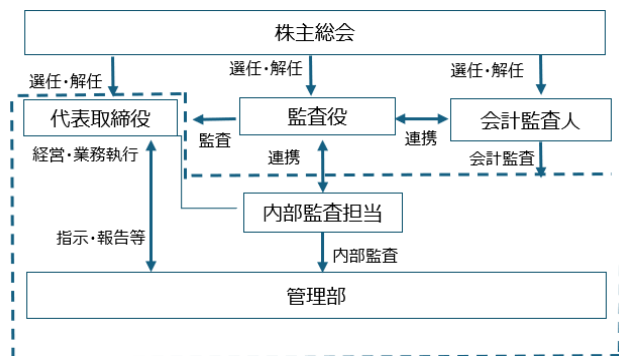 株主総会
選任・解任
選任・解任
選任・解任
代表取締役
監査
監査役
連携
会計監査人
経営・業務執行
連携
会計監査
内部監査担当
指示・報告等
内部監査
管理部